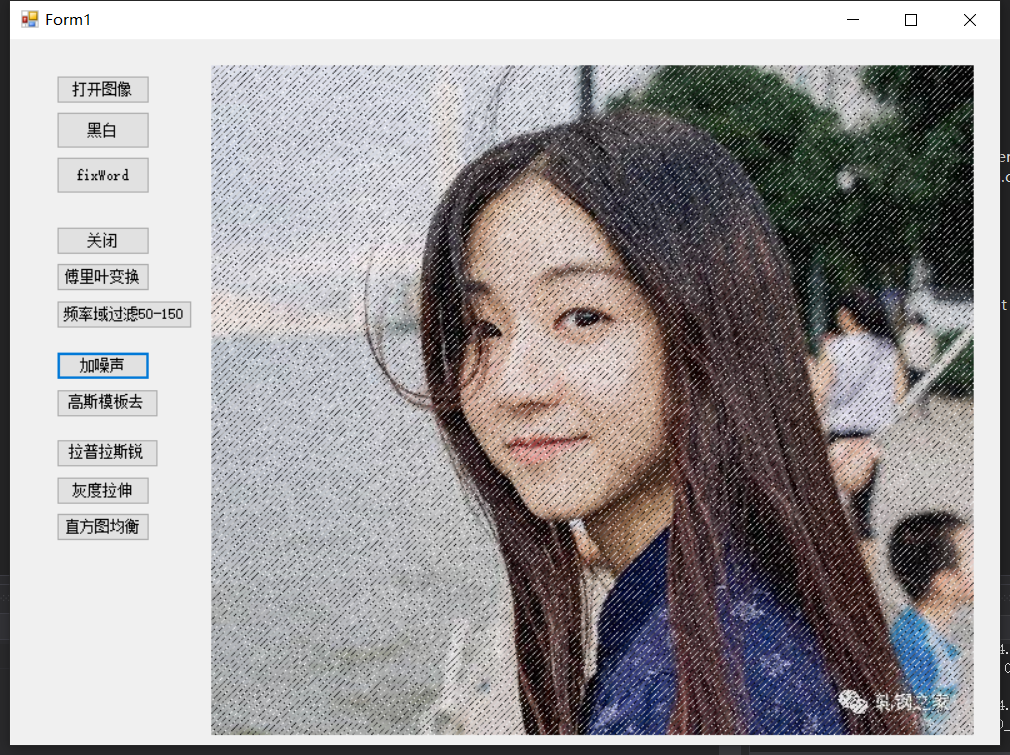 Form1
打开图像
黑白
fixWord
关闭
傅里叶变换
频率域过滤50-150
加噪声
高斯模板去
拉普拉斯锐
灰度拉伸
直方图均衡
轧钢之家